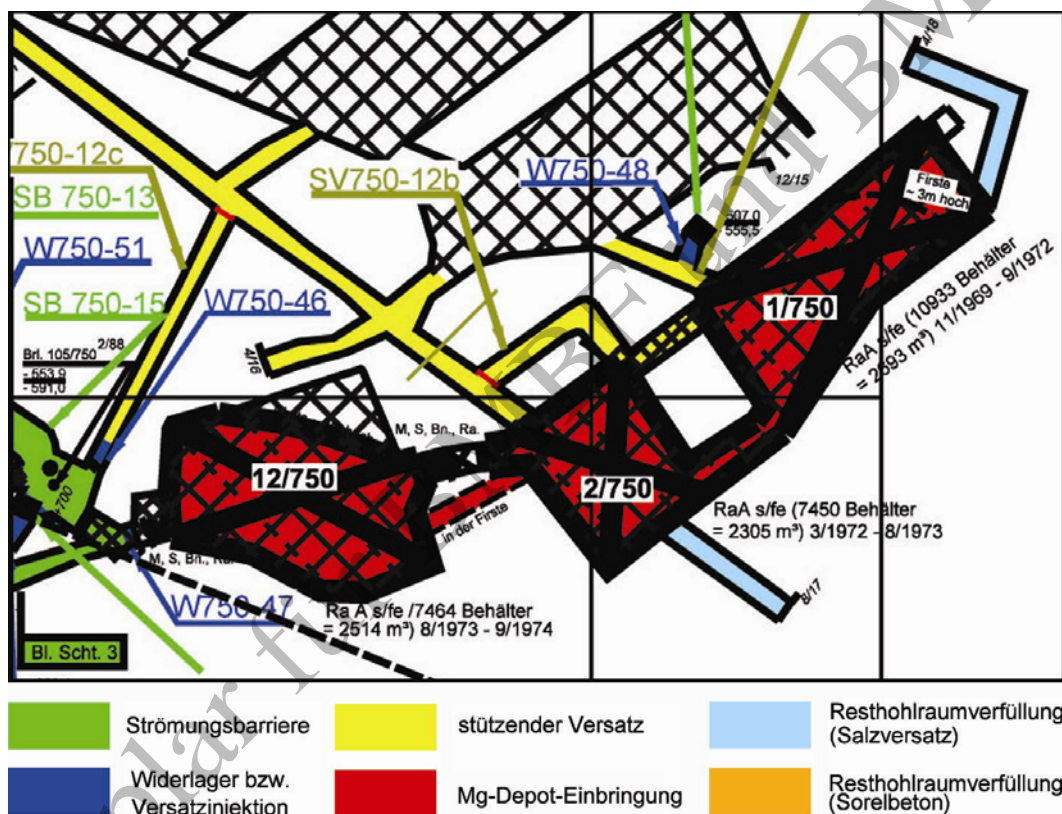 4/18
750-12c
SB 750-13
W750-51
SB 750-15
Brl. 105/750
2/88
- 553,9
- 591,0
SV750-12b
W750-46
4/16
W750-48
12/15
607,0
555,5
Firste
~ 3m hoch
1/750
RaA s/fe (10933 Behälter
= 2593 m³) 11/1969 - 9/1972
M, S, Bn., Ra.
12/750
2/750
in der Firste
-700
RaA s/fe (7450 Behälter
= 2305 m³) 3/1972 - 8/1973
8/17
M, S, Bn.,
W750-47
Ra A s/fe /7464 Behälter
= 2514 m³) 8/1973 - 9/1974
Bl. Scht. 3
Strömungsbarriere
stützender Versatz
Resthohlraumverfüllung
(Salzversatz)
Widerlager bzw.
Versatzinjektion
Mg-Depot-Einbringung
Resthohlraumverfüllung
(Sorelbeton)